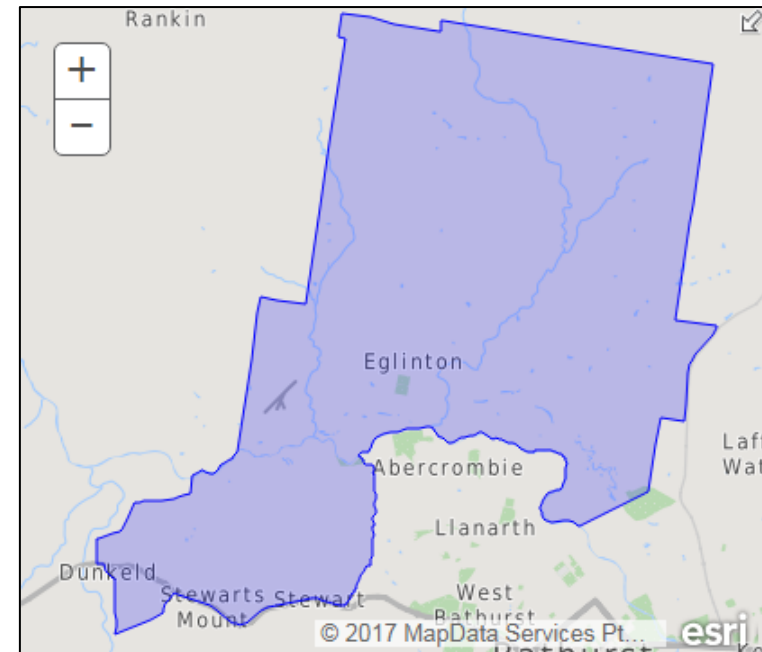 Rankin
+
−
Eglinton
Abercrombie
Llanarth
Dunkeld
Stewarts
Mount
Stewart
West
Bathurst
© 2017 MapData Services Pt...
esri